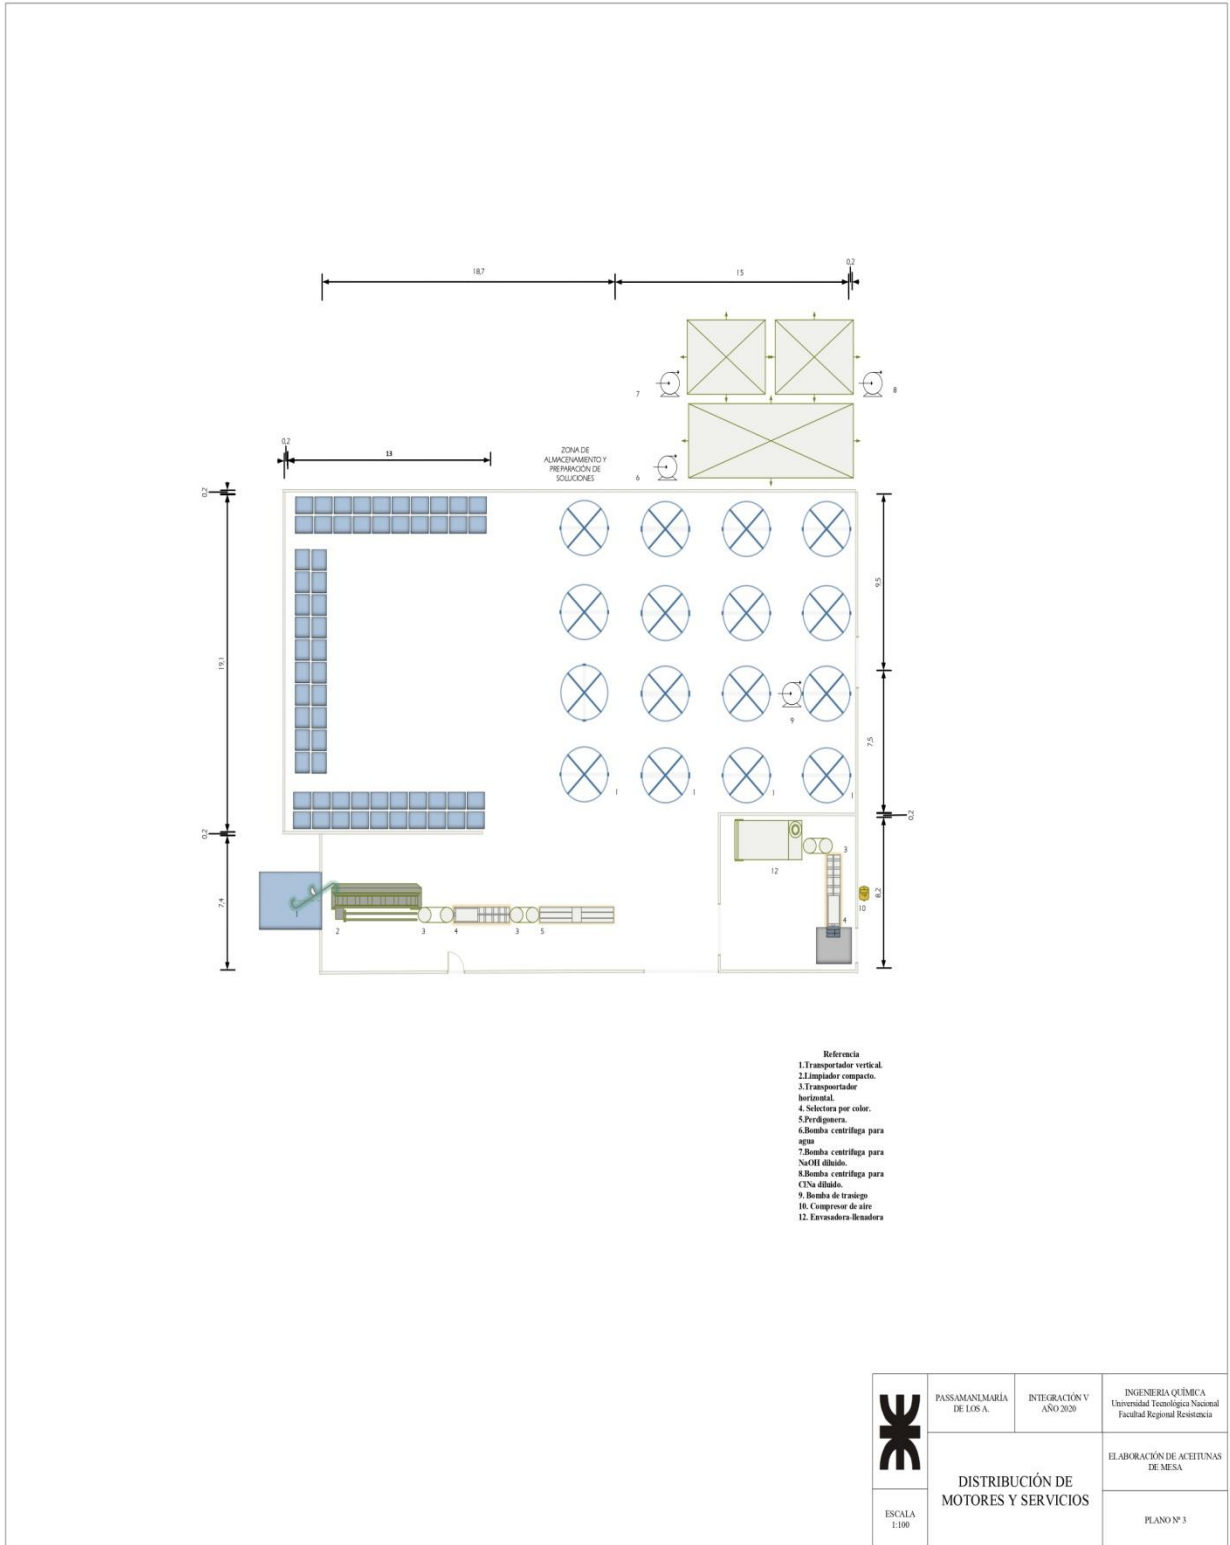 18,7
15
0,2
7
8
0,2
13
ZONA DE
ALMACENAMIENTO Y
PREPARACIÓN DE
SOLUCIONES
6
0,2
9,5
19,1
9
7,5
1
1
1
1
0,2
0,2
3
12
7,4
8,2
10
1
4
2
3
4
3
5
Referencia
1.Transportador vertical.
2.Limpiador compacto.
3.Transpoortador
horizontal.
4. Selectora por color.
5.Perdigonera.
6.Bomba centrifuga para
agua
7.Bomba centrifuga para
NaOH diluido.
8.Bomba centrifuga para
ClNa diluido.
9. Bomba de trasiego
10. Compresor de aire
12. Envasadora-llenadora
PASSAMANI,MARÍA
DE LOS A.
INTEGRACIÓN V
AÑO 2020
INGENIERIA QUÍMICA
Universidad Tecnológica Nacional
Facultad Regional Resistencia
ELABORACIÓN DE ACEITUNAS
DE MESA
DISTRIBUCIÓN DE
MOTORES Y SERVICIOS
ESCALA
1:100
PLANO Nº 3